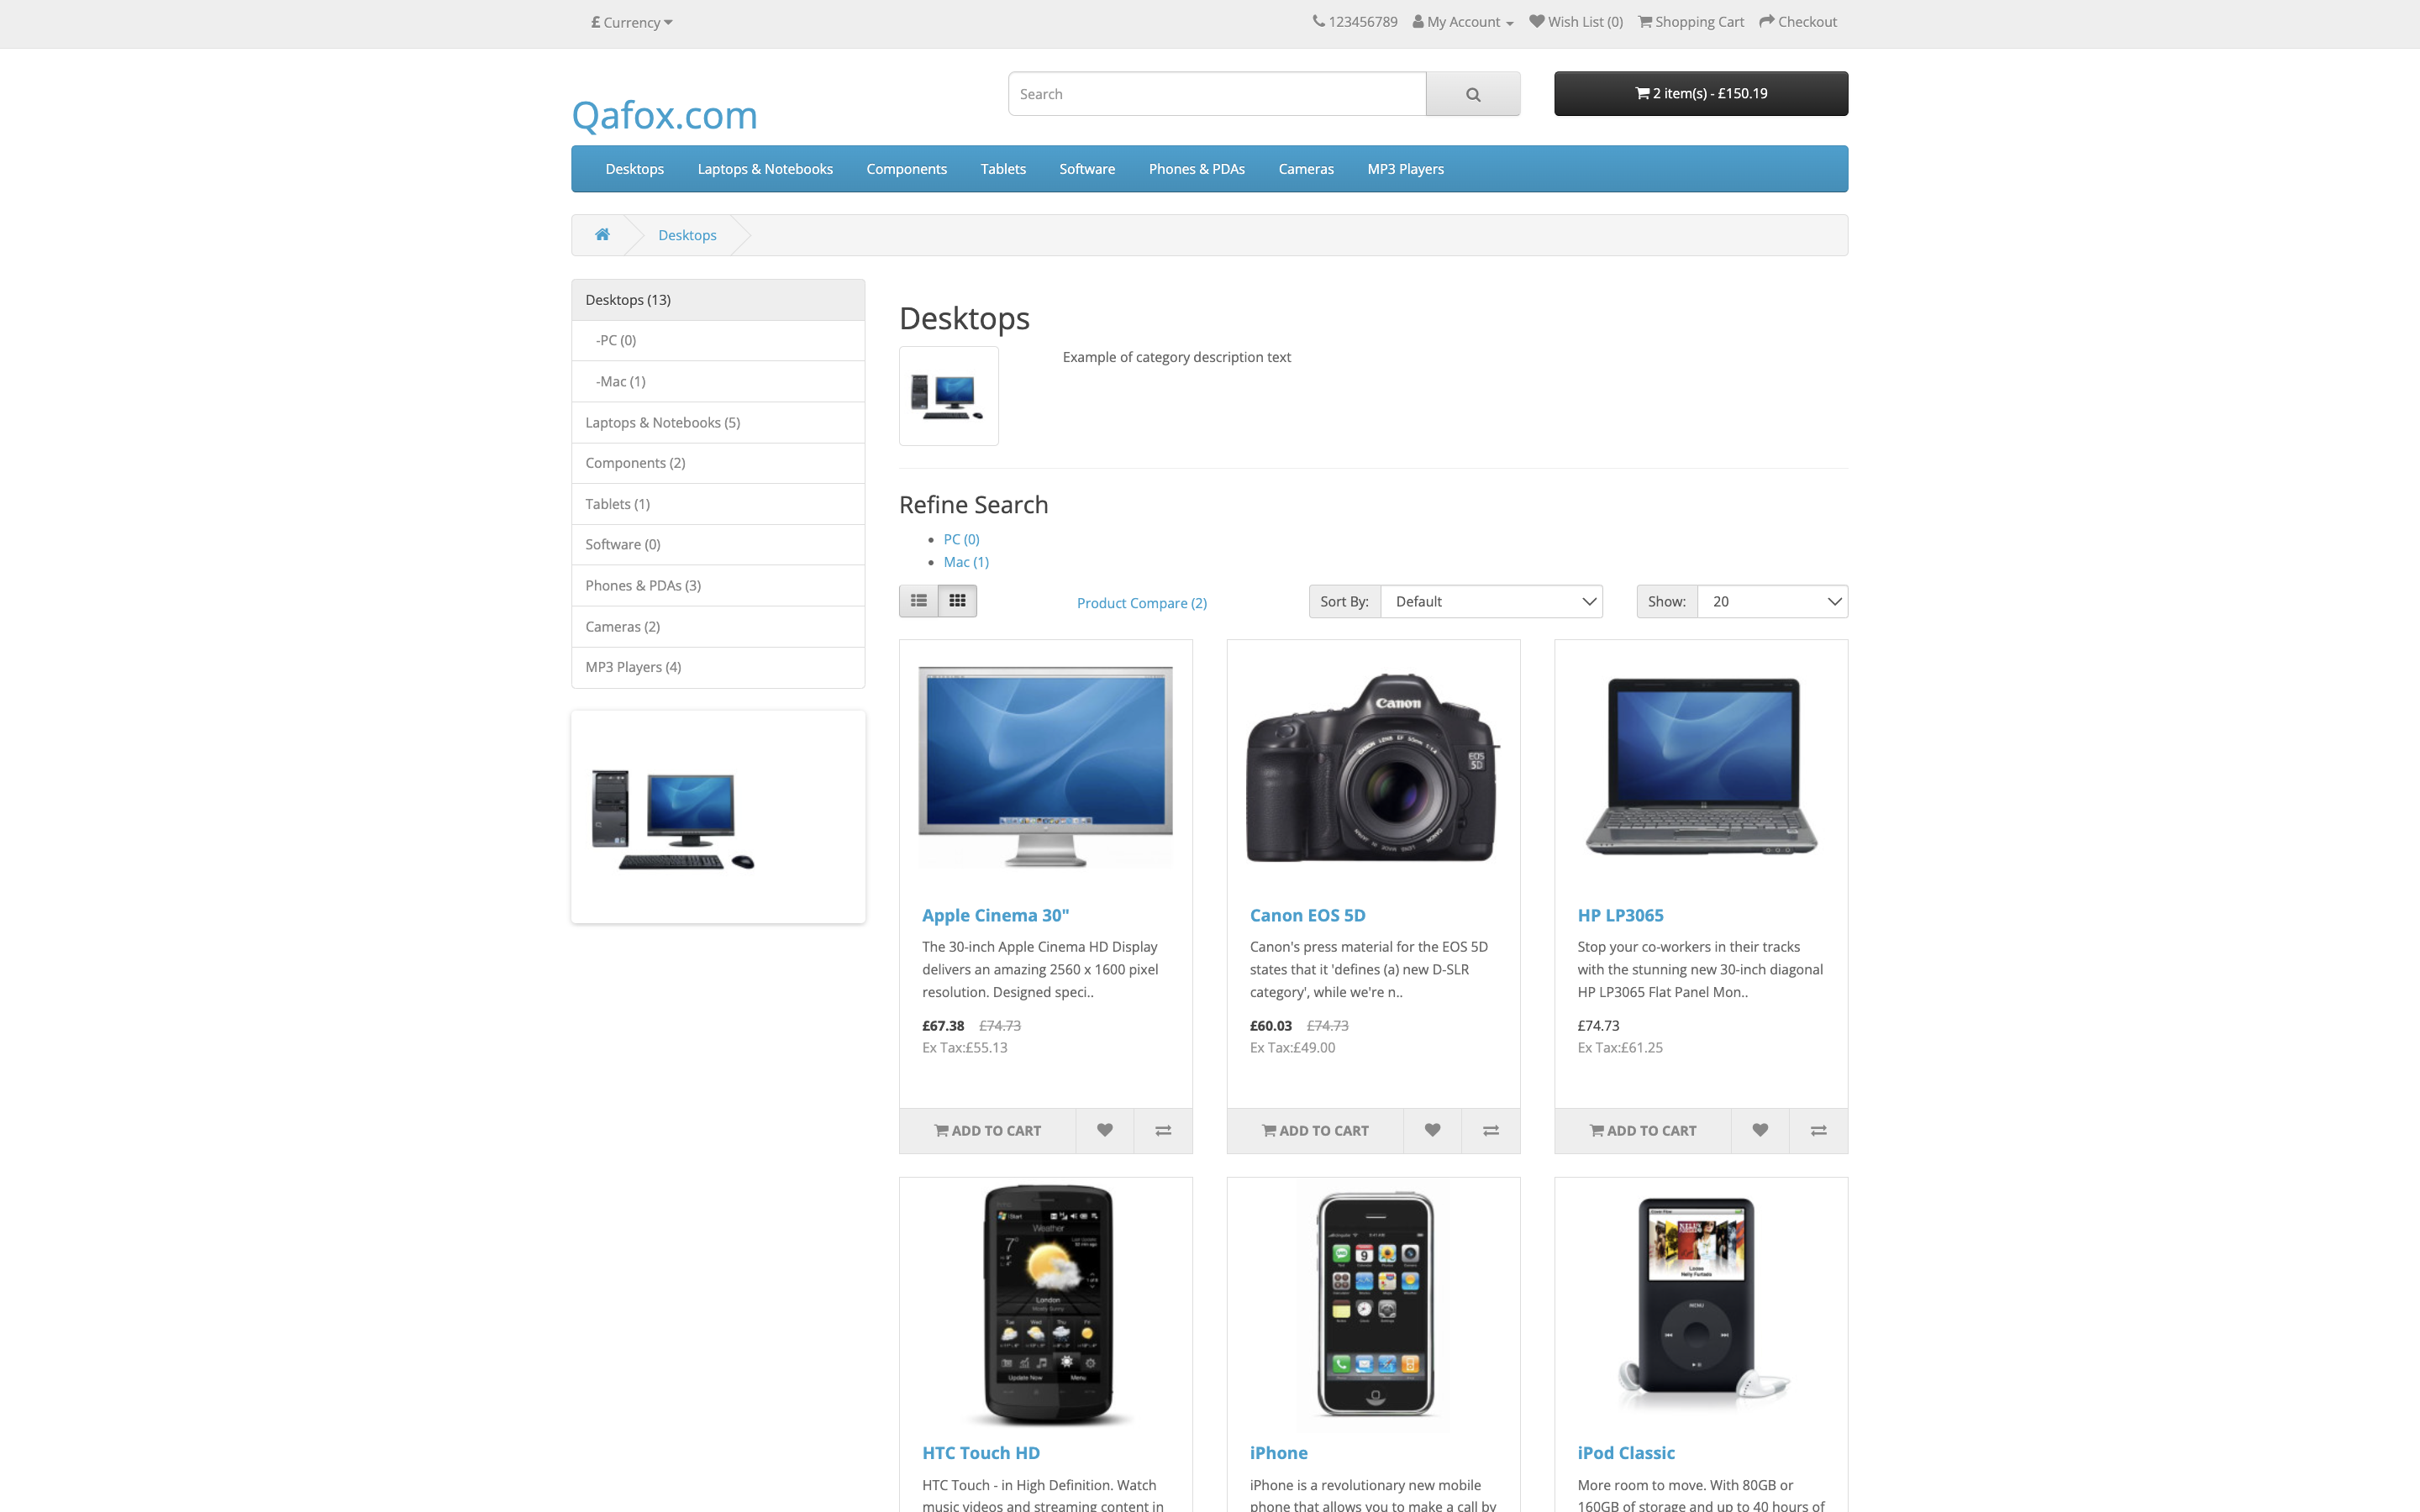 £ Currency
123456789 My Account Wish List (0) Shopping Cart Checkout
Qafox.com
Search
2 item(s) - £150.19
Desktops Laptops & Notebooks Components Tablets Software Phones & PDAs Cameras MP3 Players
Desktops
Desktops (13)
-PC (0)
-Mac (1)
Laptops & Notebooks (5)
Components (2)
Tablets (1)
Software (0)
Phones & PDAs (3)
Cameras (2)
MP3 Players (4)
Desktops
Example of category description text
Refine Search
PC (0)
Mac (1)
Product Compare (2)
Sort By: Default
Show: 20
Canon
EOS
5D
Apple Cinema 30"
The 30-inch Apple Cinema HD Display
delivers an amazing 2560 x 1600 pixel
resolution. Designed speci..
£67.38 £74.73
Ex Tax:£55.13
ADD TO CART
Canon EOS 5D
Canon's press material for the EOS 5D
states that it 'defines (a) new D-SLR
category', while we're n..
£60.03 £74.73
Ex Tax:£49.00
ADD TO CART
HP LP3065
Stop your co-workers in their tracks
with the stunning new 30-inch diagonal
HP LP3065 Flat Panel Mon..
£74.73
Ex Tax:£61.25
ADD TO CART
Weather
London
Update Now Menu
MENU
HTC Touch HD
HTC Touch - in High Definition. Watch
music videos and streaming content in
iPhone
iPhone is a revolutionary new mobile
phone that allows you to make a call by
iPod Classic
More room to move. With 80GB or
160GB of storage and up to 40 hours of